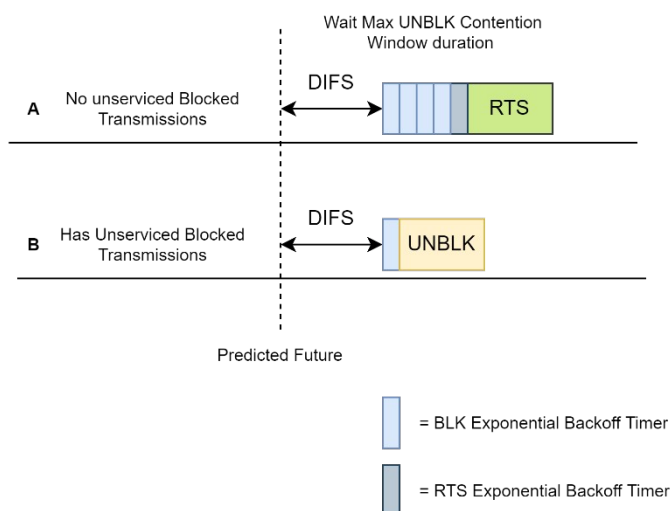 Wait Max UNBLK Contention
Window duration
DIFS
A
No unserviced Blocked
Transmissions
RTS
DIFS
B
Has Unserviced Blocked
Transmissions
UNBLK
Predicted Future
= BLK Exponential Backoff Timer
= RTS Exponential Backoff Timer